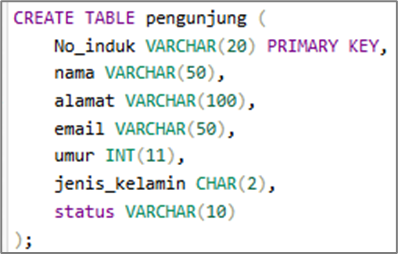 CREATE TABLE pengunjung (
    No_induk VARCHAR(20) PRIMARY KEY,
    nama VARCHAR(50),
    alamat VARCHAR(100),
    email VARCHAR(50),
    umur INT(11),
    jenis_kelamin CHAR(2),
    status VARCHAR(10)
);